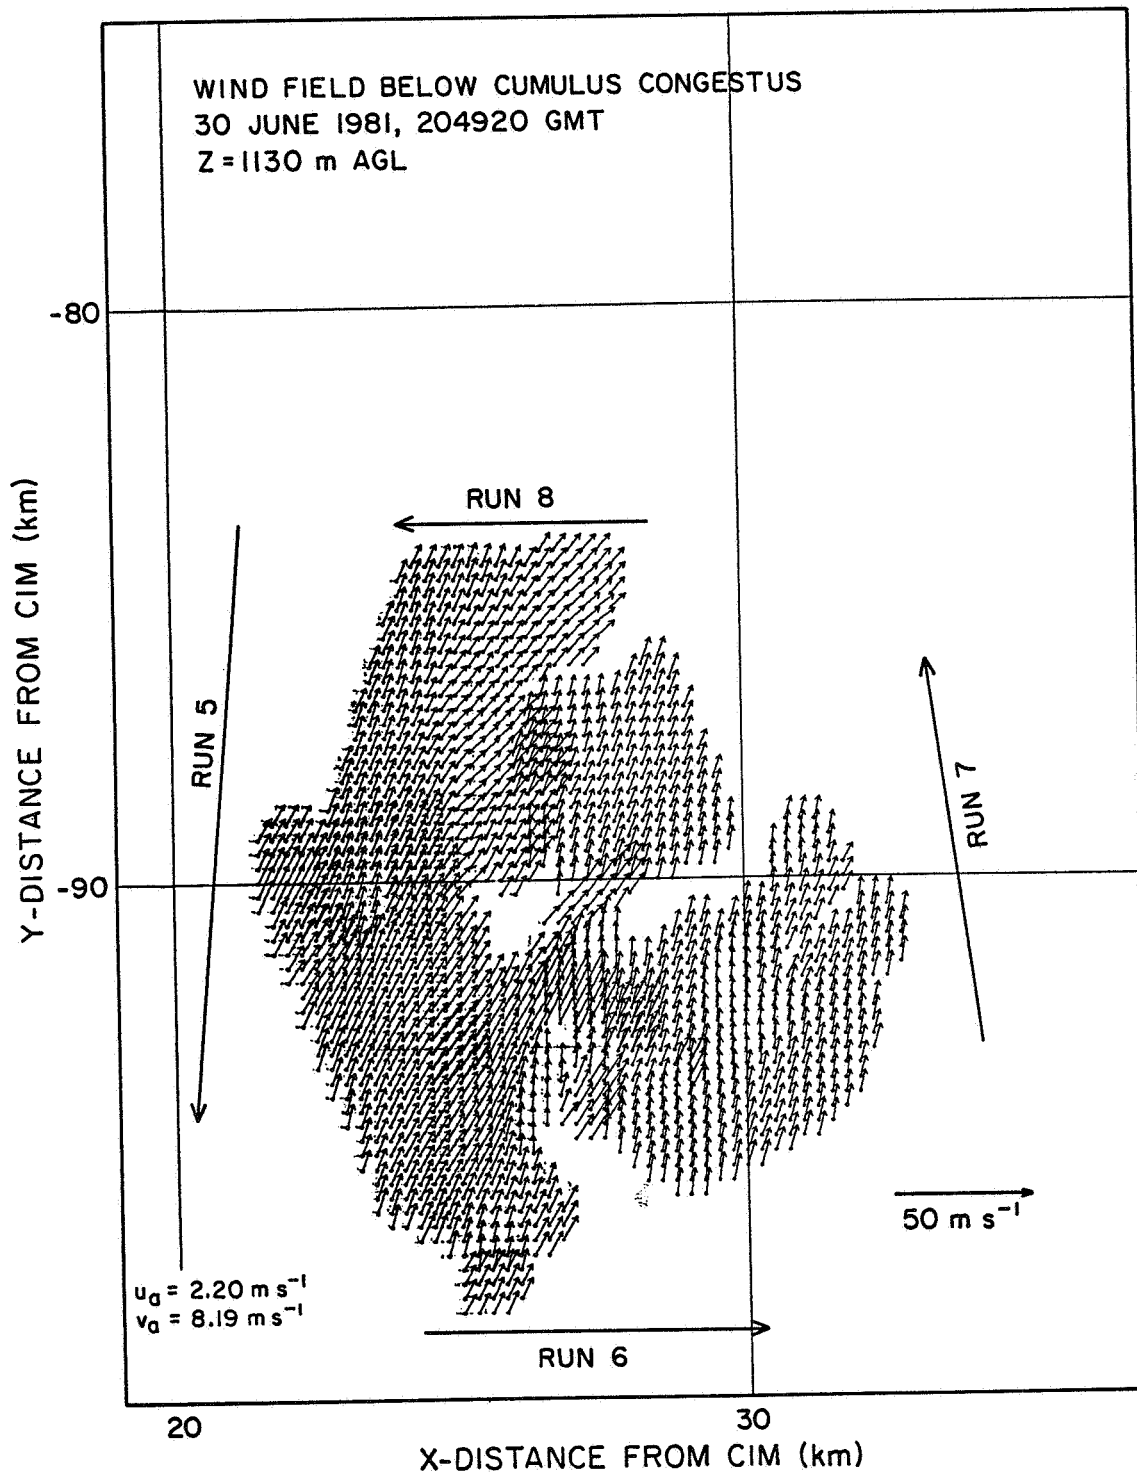 WIND FIELD BELOW CUMULUS CONGESTUS
30 JUNE 1981, 204920 GMT
Z = 1130 m AGL
-80
RUN 8
RUN 5
Y-DISTANCE FROM CIM (km)
RUN 7
-90
50 m s⁻¹
uₐ = 2.20 m s⁻¹
vₐ = 8.19 m s⁻¹
RUN 6
20
30
X-DISTANCE FROM CIM (km)